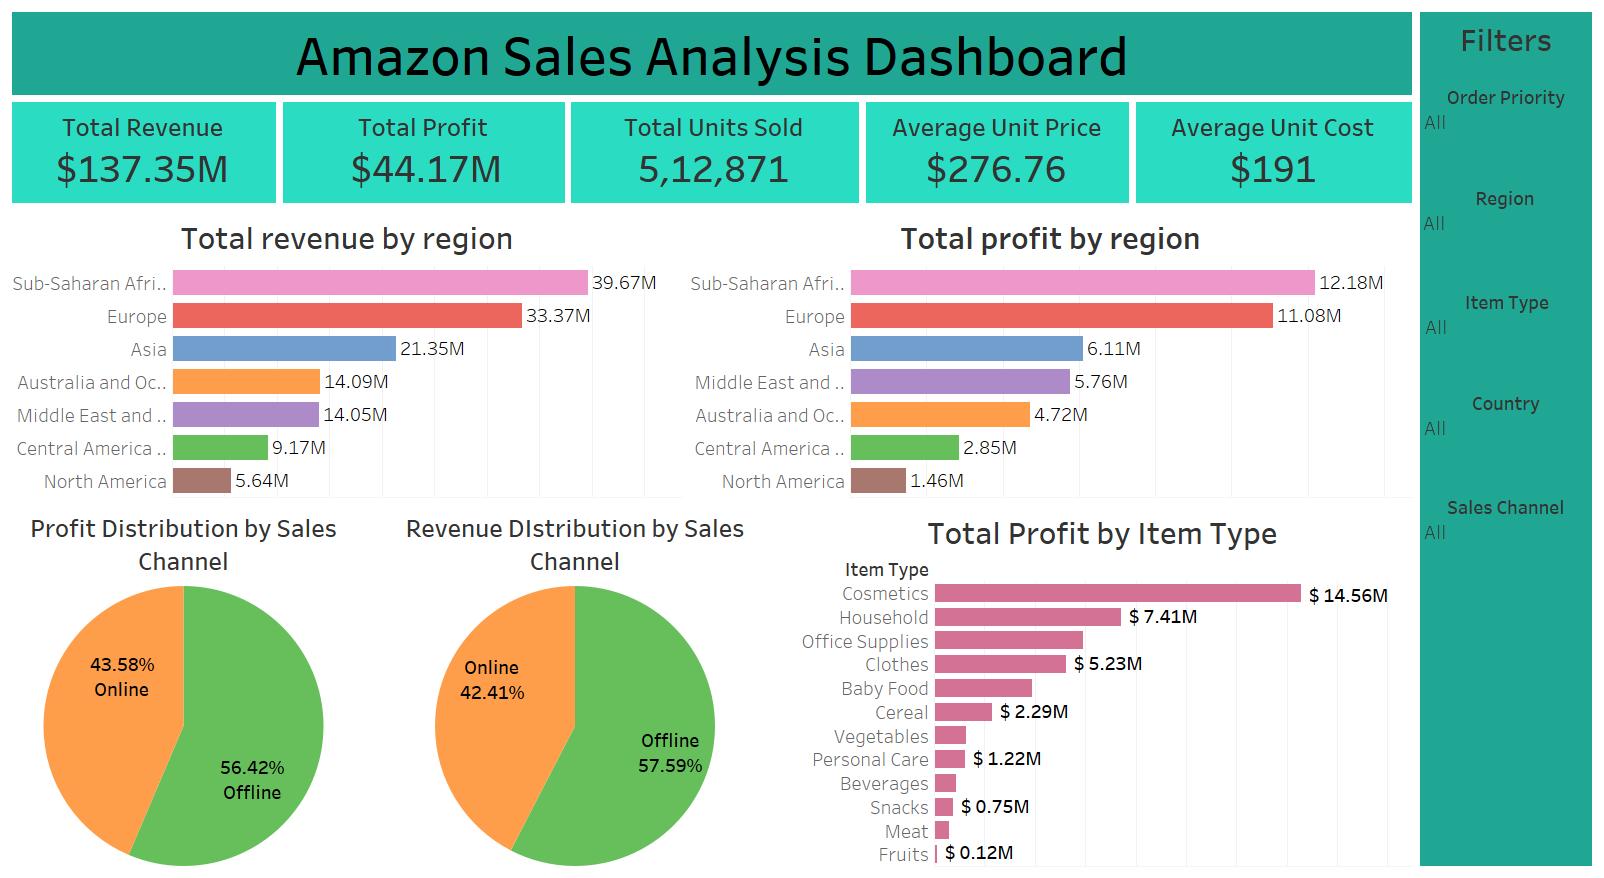 Amazon Sales Analysis Dashboard
Filters
Total Revenue
$137.35M
Total Profit
$44.17M
Total Units Sold
5,12,871
Average Unit Price
$276.76
Average Unit Cost
$191
Order Priority
All
Region
All
Item Type
All
Country
All
Sales Channel
All
Total revenue by region
Sub-Saharan Afri.. 39.67M
Europe 33.37M
Asia 21.35M
Australia and Oc.. 14.09M
Middle East and .. 14.05M
Central America .. 9.17M
North America 5.64M
Total profit by region
Sub-Saharan Afri.. 12.18M
Europe 11.08M
Asia 6.11M
Middle East and .. 5.76M
Australia and Oc.. 4.72M
Central America .. 2.85M
North America 1.46M
Profit Distribution by Sales
Channel
43.58%
Online
56.42%
Offline
Revenue DIstribution by Sales
Channel
Online
42.41%
Offline
57.59%
Total Profit by Item Type
Item Type
Cosmetics $ 14.56M
Household $ 7.41M
Office Supplies
Clothes $ 5.23M
Baby Food
Cereal $ 2.29M
Vegetables
Personal Care $ 1.22M
Beverages
Snacks $ 0.75M
Meat
Fruits $ 0.12M